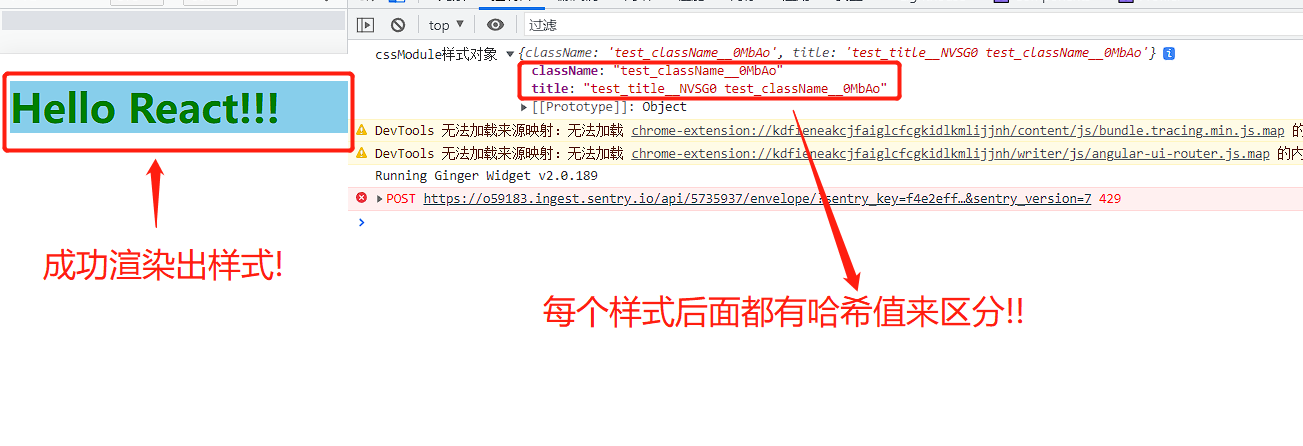 top ▼
过滤
cssModule样式对象 ▼ {className: 'test_className__0MbAo', title: 'test_title__NVSG0 test_className__0MbAo'}
className: "test_className__0MbAo"
title: "test_title__NVSG0 test_className__0MbAo"
▶ [[Prototype]]: Object
Hello React!!!
DevTools 无法加载来源映射：无法加载 chrome-extension://kdfieneakcjfaiglcfcgkidlkmlijjnh/content/js/bundle.tracing.min.js.map 的
DevTools 无法加载来源映射：无法加载 chrome-extension://kdfieneakcjfaiglcfcgkidlkmlijjnh/writer/js/angular-ui-router.js.map 的内
Running Ginger Widget v2.0.189
▶ POST https://o59183.ingest.sentry.io/api/5735937/envelope/?sentry_key=f4e2eff…&sentry_version=7 429
成功渲染出样式!
每个样式后面都有哈希值来区分!!